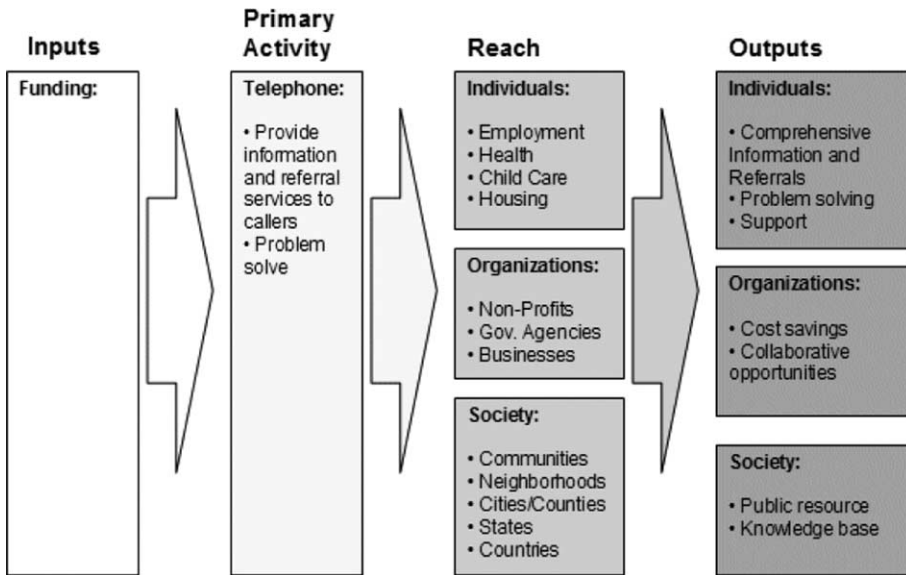 Inputs
Funding:
Primary
Activity
Telephone:
• Provide
information
and referral
services to
callers
• Problem
solve
Reach
Individuals:
• Employment
• Health
• Child Care
• Housing
Organizations:
• Non-Profits
• Gov. Agencies
• Businesses
Society:
• Communities
• Neighborhoods
• Cities/Counties
• States
• Countries
Outputs
Individuals:
• Comprehensive
Information and
Referrals
• Problem solving
• Support
Organizations:
• Cost savings
• Collaborative
opportunities
Society:
• Public resource
• Knowledge base